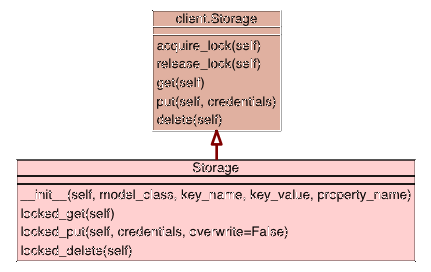 client.Storage
acquire_lock(self)
release_lock(self)
get(self)
put(self, credentials)
delete(self)
Storage
__init__(self, model_class, key_name, key_value, property_name)
locked_get(self)
locked_put(self, credentials, overwrite=False)
locked_delete(self)